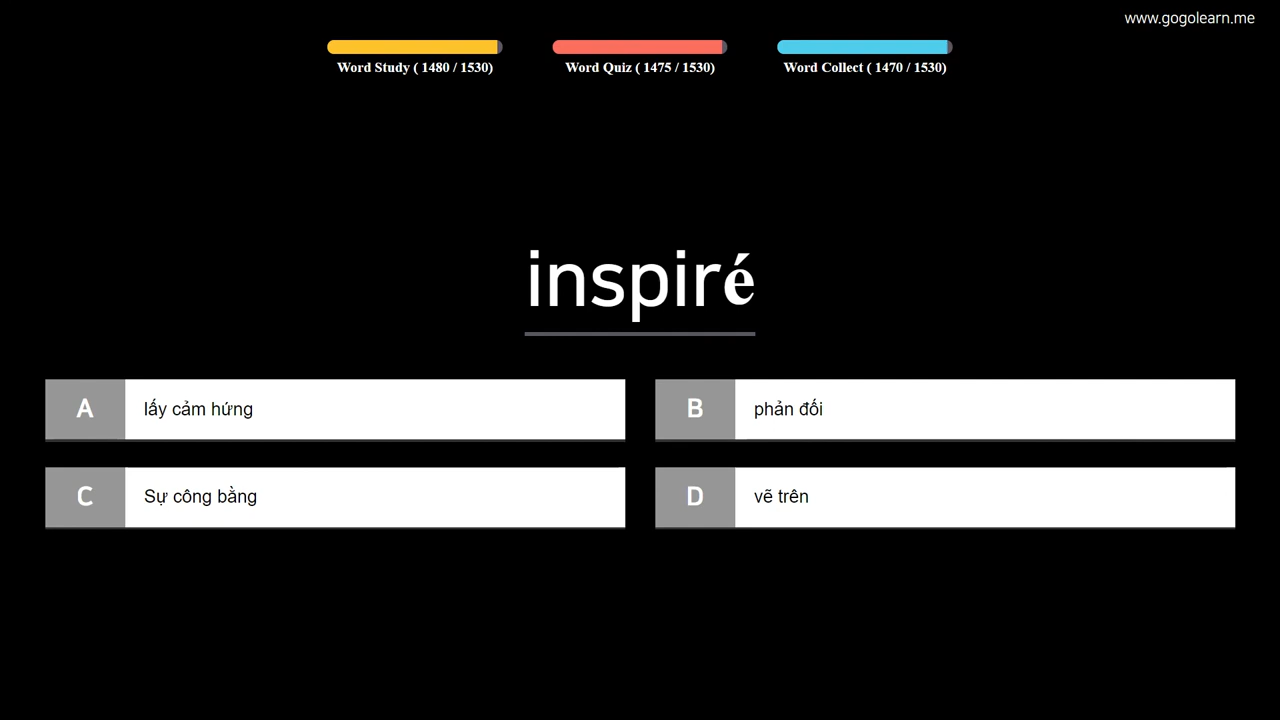 www.gogolearn.me
Word Study ( 1480 / 1530)
Word Quiz ( 1475 / 1530)
Word Collect ( 1470 / 1530)
inspiré
A lấy cảm hứng
B phản đối
C Sự công bằng
D vẽ trên